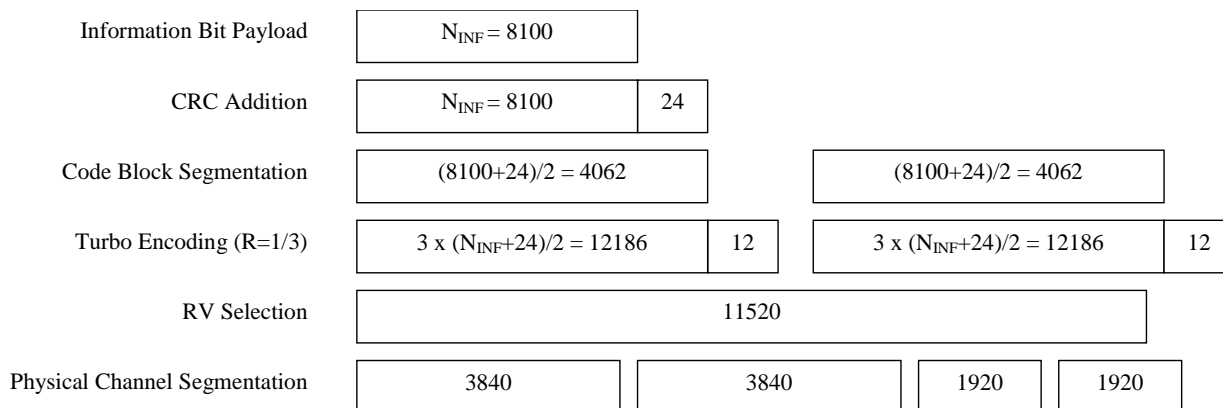 Information Bit Payload N_INF = 8100
CRC Addition N_INF = 8100 24
Code Block Segmentation (8100+24)/2 = 4062 (8100+24)/2 = 4062
Turbo Encoding (R=1/3) 3 x (N_INF+24)/2 = 12186 12 3 x (N_INF+24)/2 = 12186 12
RV Selection 11520
Physical Channel Segmentation 3840 3840 1920 1920